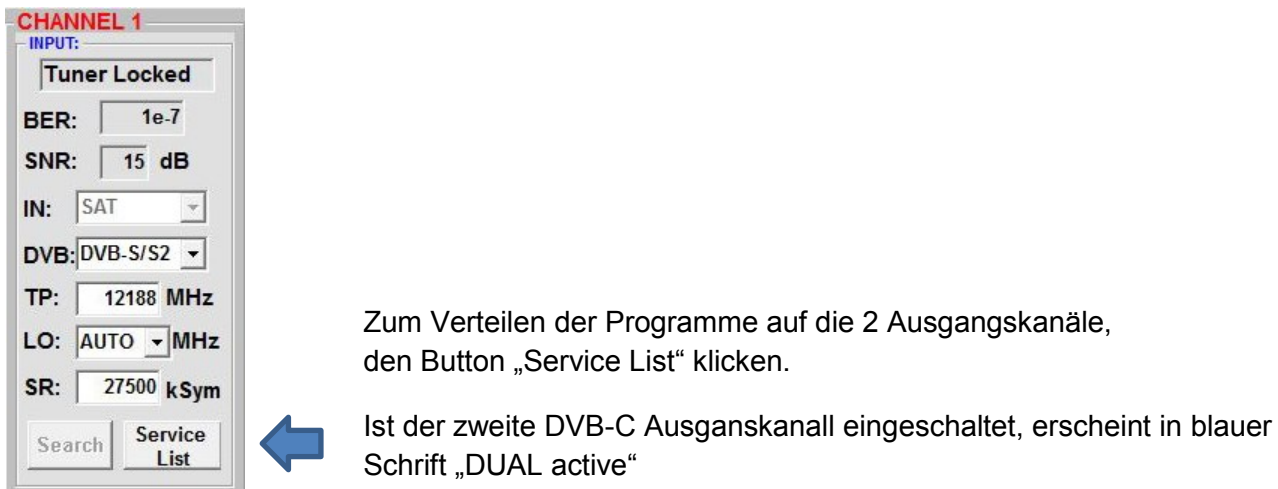 CHANNEL 1
INPUT:
Tuner Locked
BER: 1e-7
SNR: 15 dB
IN: SAT
DVB: DVB-S/S2
TP: 12188 MHz
LO: AUTO MHz
SR: 27500 kSym
Search Service
List
Zum Verteilen der Programme auf die 2 Ausgangskanäle,
den Button „Service List“ klicken.
Ist der zweite DVB-C Ausganskanall eingeschaltet, erscheint in blauer
Schrift „DUAL active“